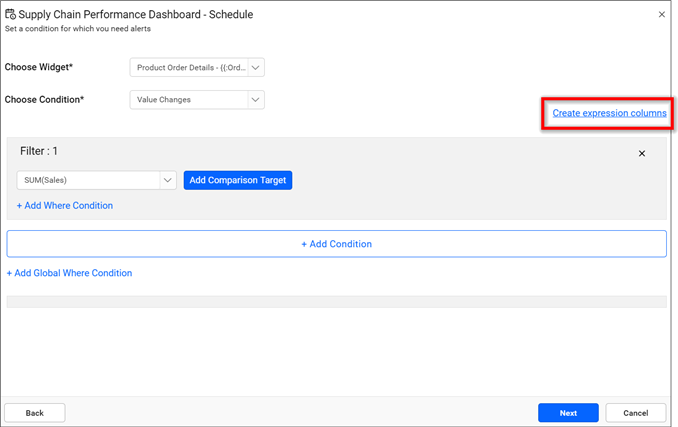 Supply Chain Performance Dashboard - Schedule
Set a condition for which you need alerts
Choose Widget*
Product Order Details - {{:Ord...
Choose Condition*
Value Changes
Create expression columns
Filter : 1
SUM(Sales)
Add Comparison Target
+ Add Where Condition
+ Add Condition
+ Add Global Where Condition
Back
Next
Cancel